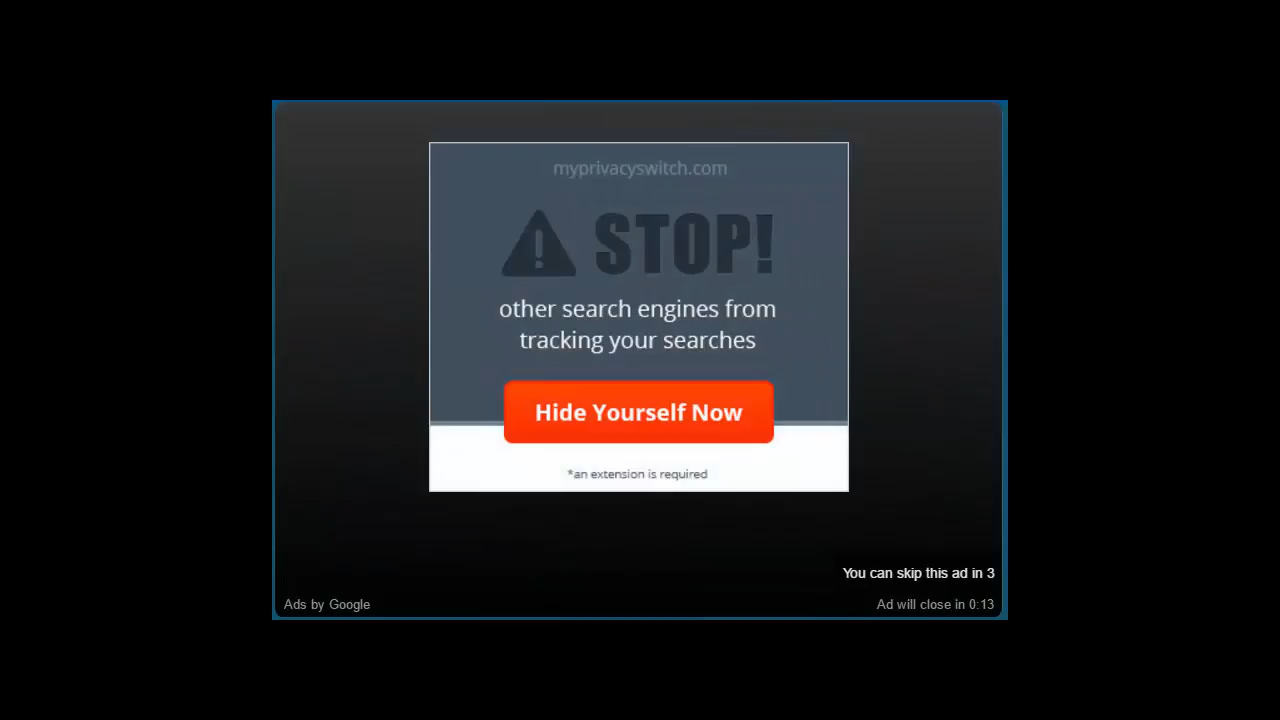 myprivacyswitch.com
STOP!
other search engines from
tracking your searches
Hide Yourself Now
*an extension is required
You can skip this ad in 3
Ads by Google
Ad will close in 0:13